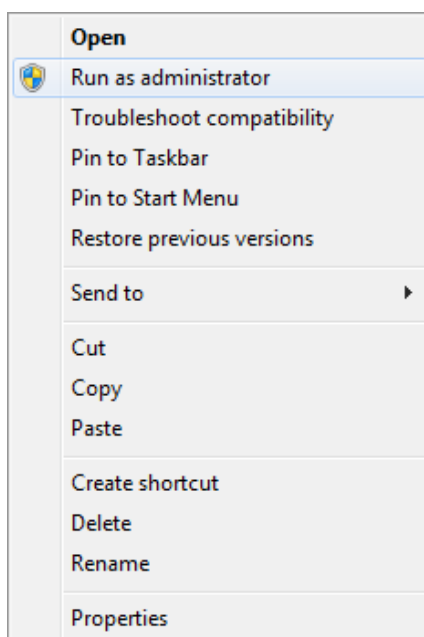 Open
Run as administrator
Troubleshoot compatibility
Pin to Taskbar
Pin to Start Menu
Restore previous versions
Send to
Cut
Copy
Paste
Create shortcut
Delete
Rename
Properties